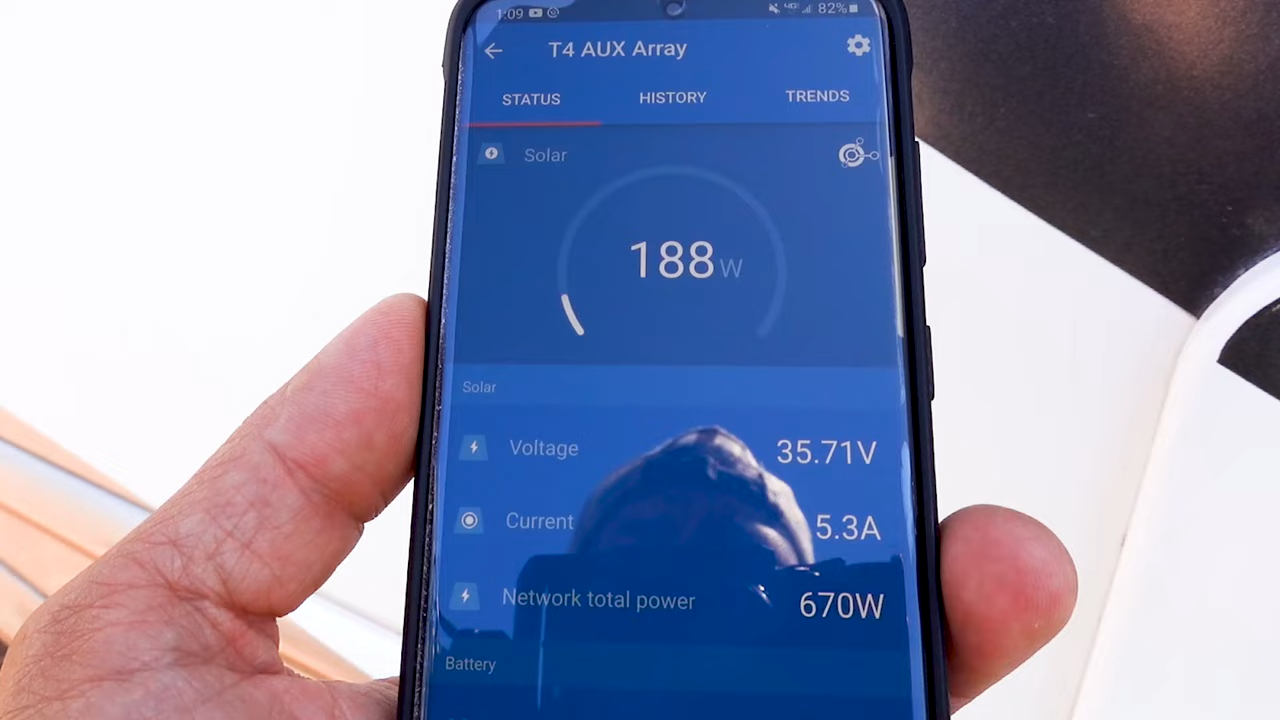 1:09 82%
T4 AUX Array
STATUS HISTORY TRENDS
Solar
188W
Solar
Voltage 35.71V
Current 5.3A
Network total power 670W
Battery